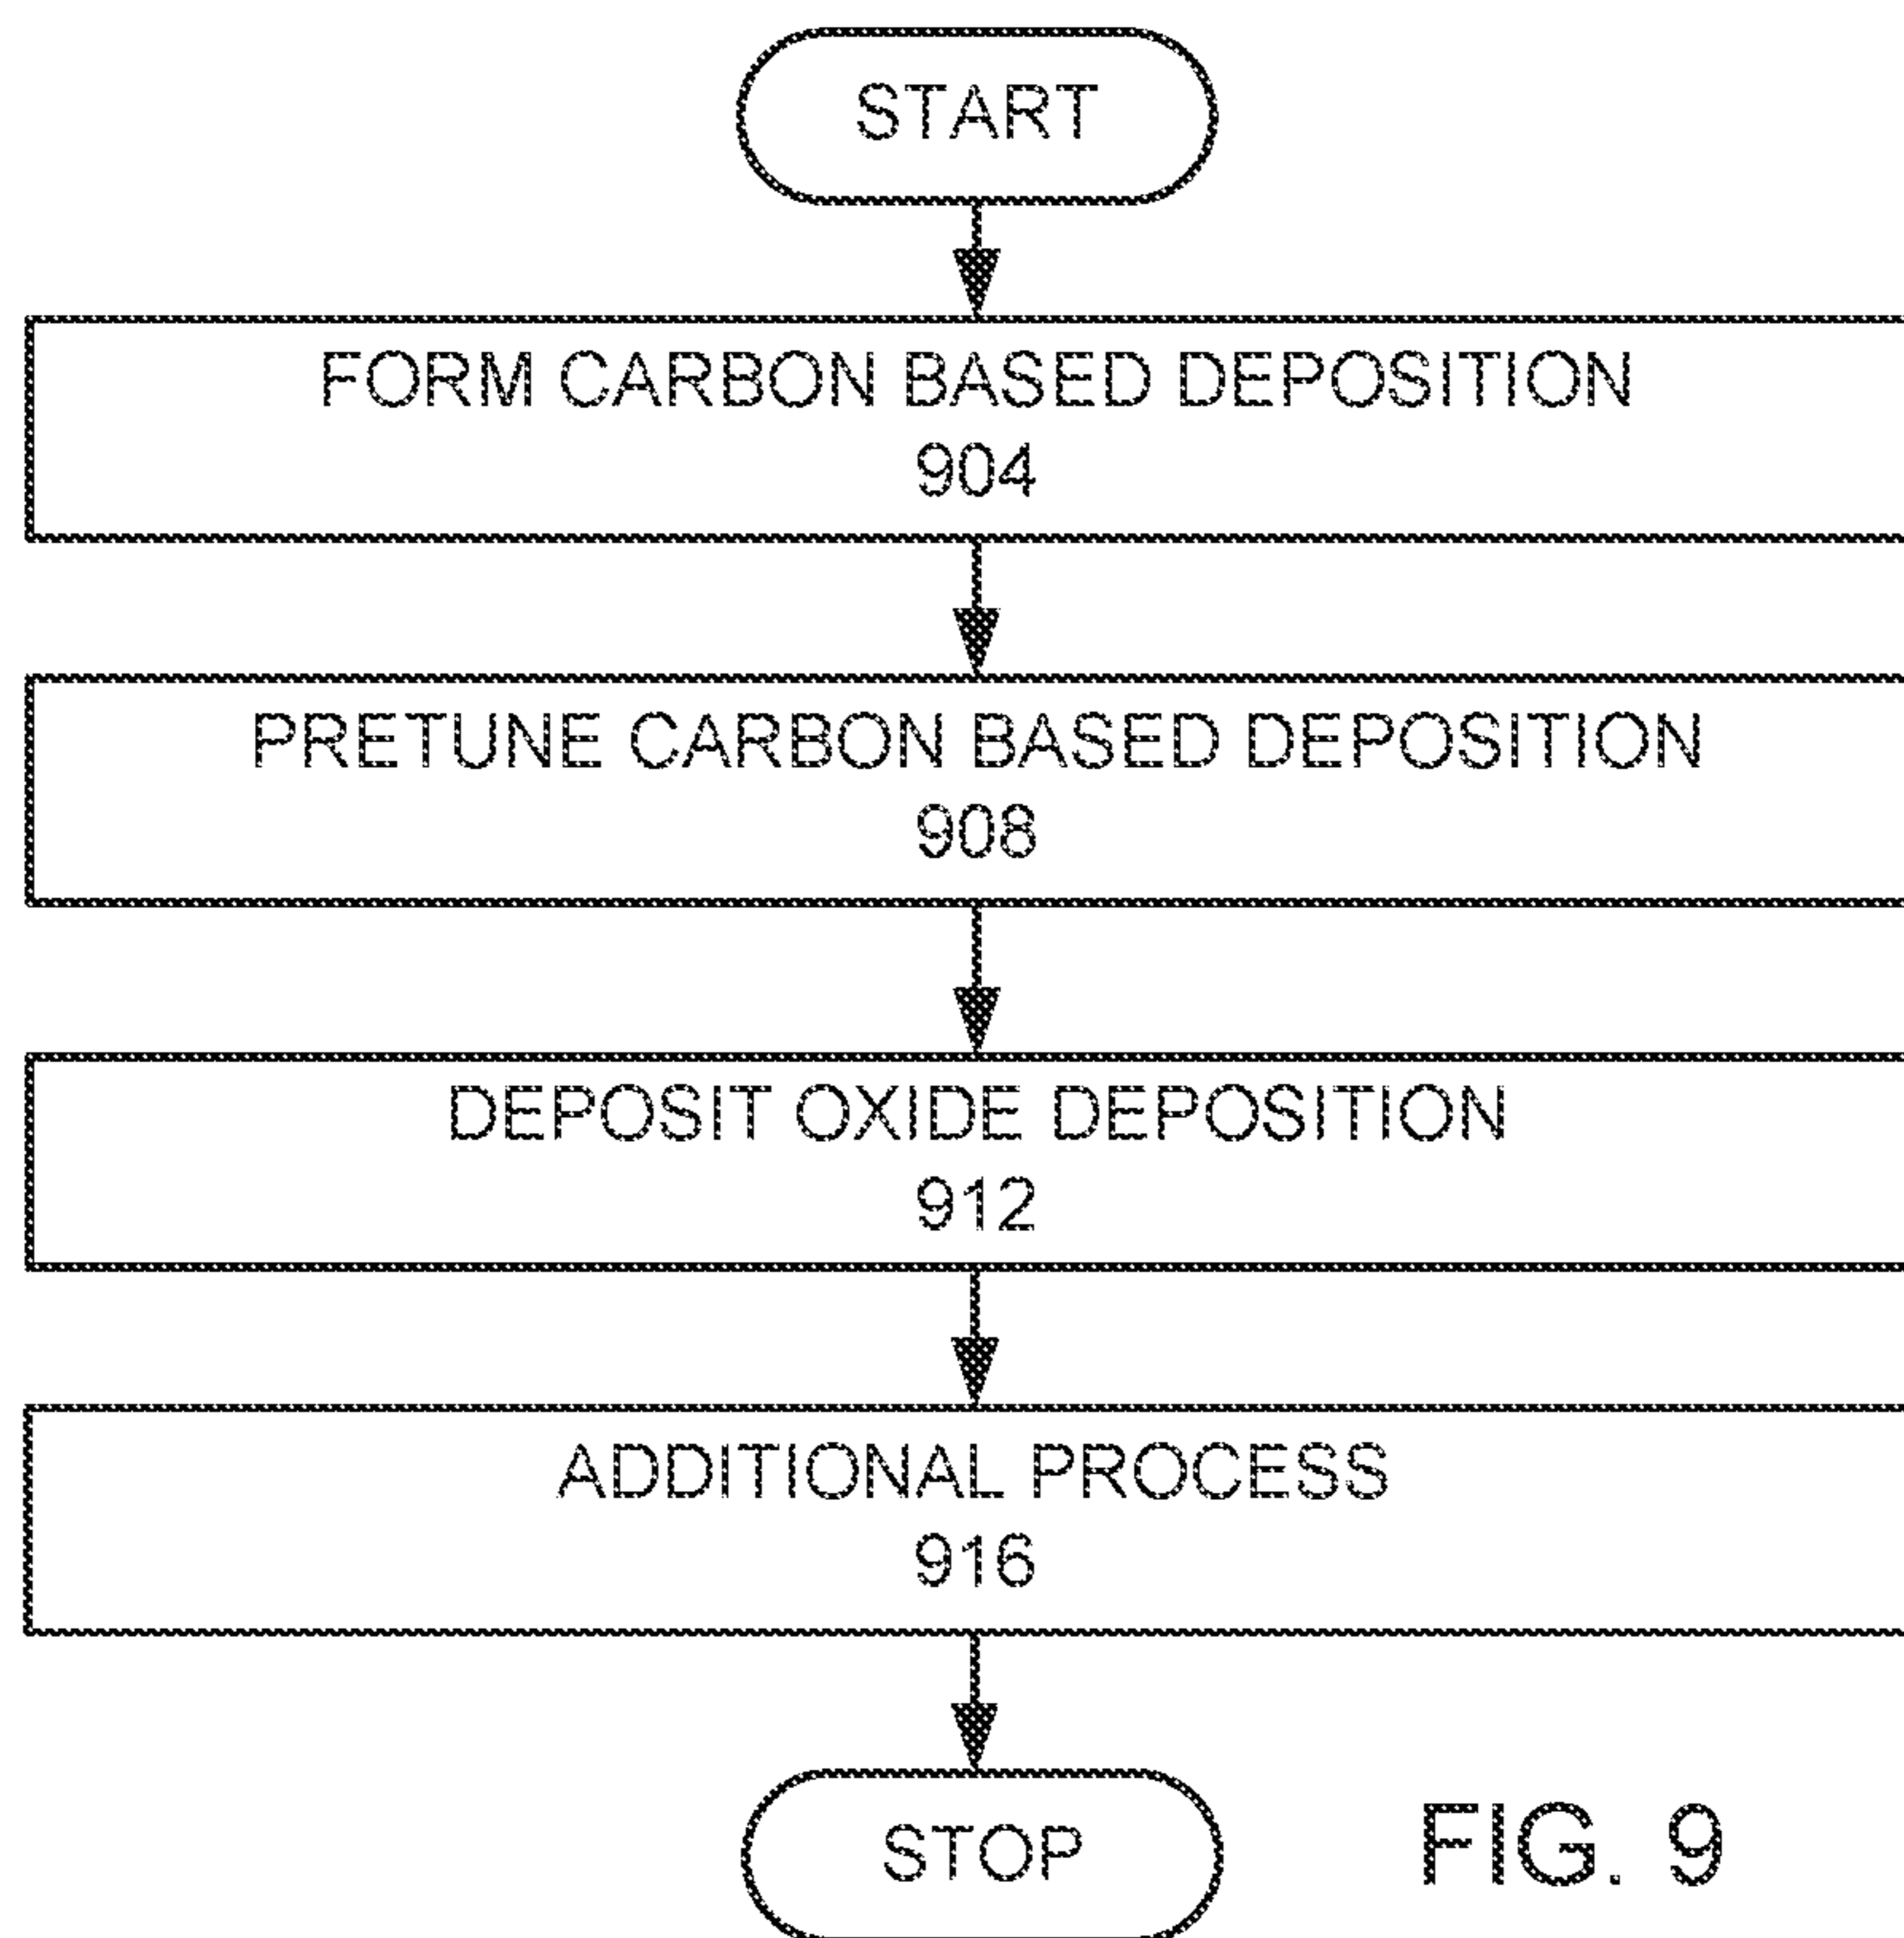 START
FORM CARBON BASED DEPOSITION
904
PRETUNE CARBON BASED DEPOSITION
908
DEPOSIT OXIDE DEPOSITION
912
ADDITIONAL PROCESS
916
STOP
FIG. 9